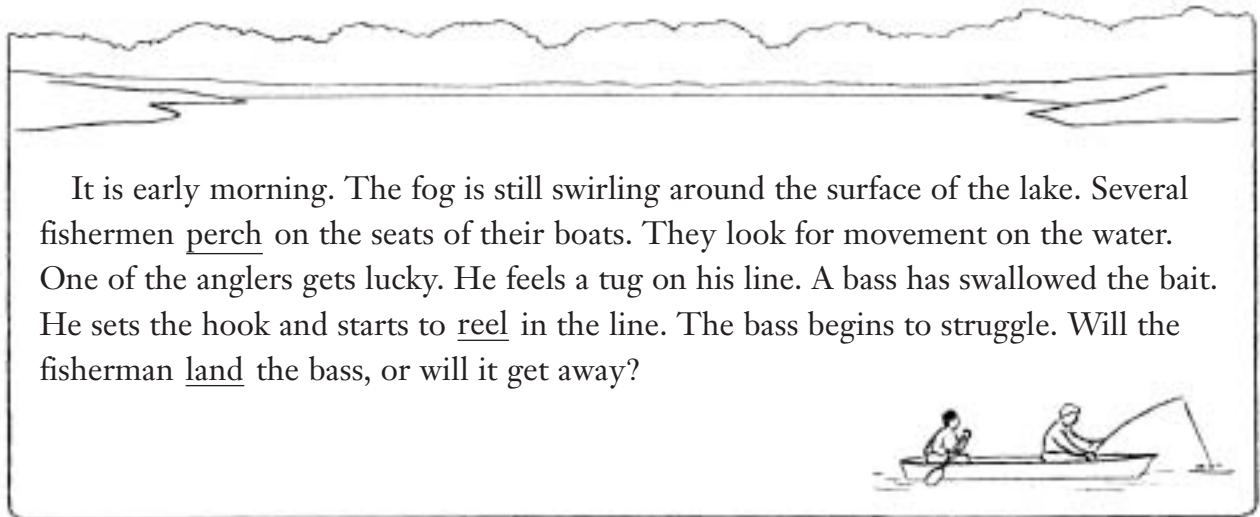 It is early morning. The fog is still swirling around the surface of the lake. Several
fishermen perch on the seats of their boats. They look for movement on the water.
One of the anglers gets lucky. He feels a tug on his line. A bass has swallowed the bait.
He sets the hook and starts to reel in the line. The bass begins to struggle. Will the
fisherman land the bass, or will it get away?